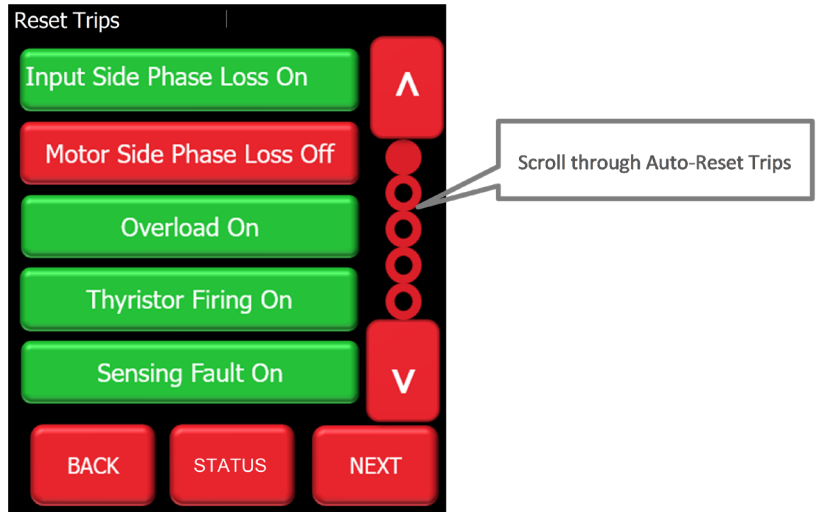 Reset Trips
Input Side Phase Loss On
Motor Side Phase Loss Off
Overload On
Thyristor Firing On
Sensing Fault On
Scroll through Auto-Reset Trips
BACK
STATUS
NEXT